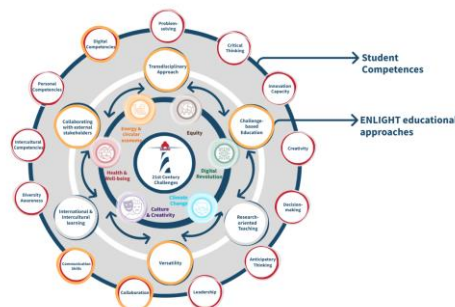 Problem-
solving
Critical
Thinking
Innovation
Capacity
Creativity
Decision-
making
Anticipatory
Thinking
Leadership
Collaboration
Communication
Skills
Diversity
Awareness
Intercultural
Competencies
Personal
Competencies
Digital
Competencies
Transdisciplinary
Approach
Challenge-
based
Education
Research-
oriented
Teaching
Versatility
International &
Intercultural
learning
Collaborating
with external
stakeholders
Energy &
circular
economy
Equity
Digital
Revolution
Climate
Change
Culture
& Creativity
Health &
Well-being
21st Century
Challenges
Student
Competences
ENLIGHT educational
approaches